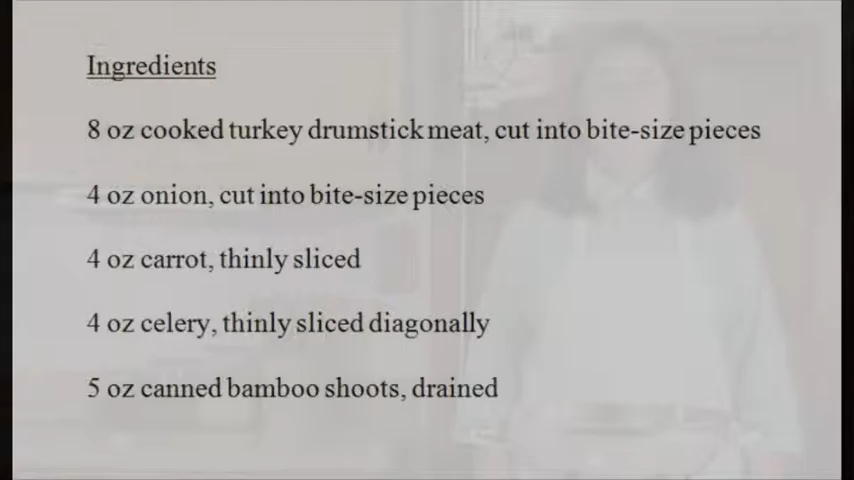 Ingredients
8 oz cooked turkey drumstick meat, cut into bite-size pieces
4 oz onion, cut into bite-size pieces
4 oz carrot, thinly sliced
4 oz celery, thinly sliced diagonally
5 oz canned bamboo shoots, drained